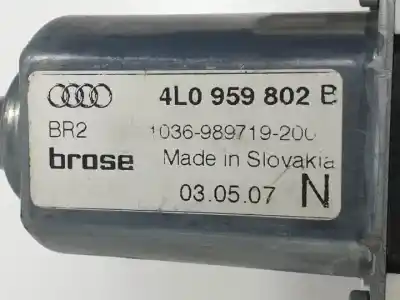 4L0 959 802 B
BR2 1036-989719-200
brose Made in Slovakia
03.05.07 N